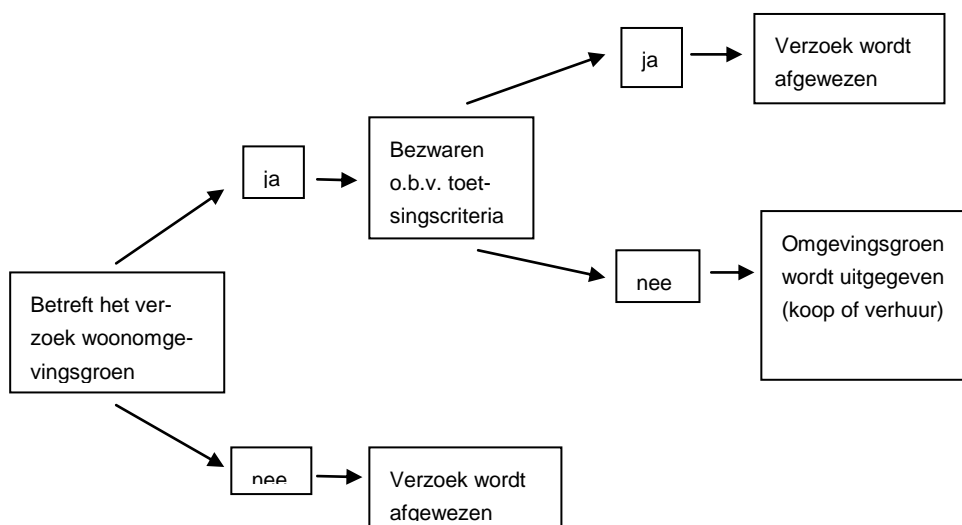 Betreft het ver-
zoek woonomge-
vingsgroen
ja
Bezwaren
o.b.v. toet-
singscriteria
ja
Verzoek wordt
afgewezen
nee
Omgevingsgroen
wordt uitgegeven
(koop of verhuur)
nee
Verzoek wordt
afgewezen